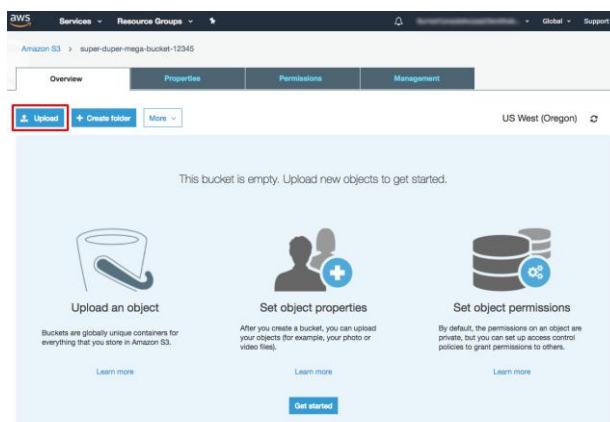 aws Services Resource Groups Global Support
Amazon S3 > super-duper-mega-bucket-12345
Overview Properties Permissions Management
Upload + Create folder More US West (Oregon)
This bucket is empty. Upload new objects to get started.
Upload an object
Buckets are globally unique containers for
everything that you store in Amazon S3.
Learn more
Set object properties
After you create a bucket, you can upload
your objects (for example, your photo or
video files).
Learn more
Set object permissions
By default, the permissions on an object are
private, but you can set up access control
policies to grant permissions to others.
Learn more
Get started